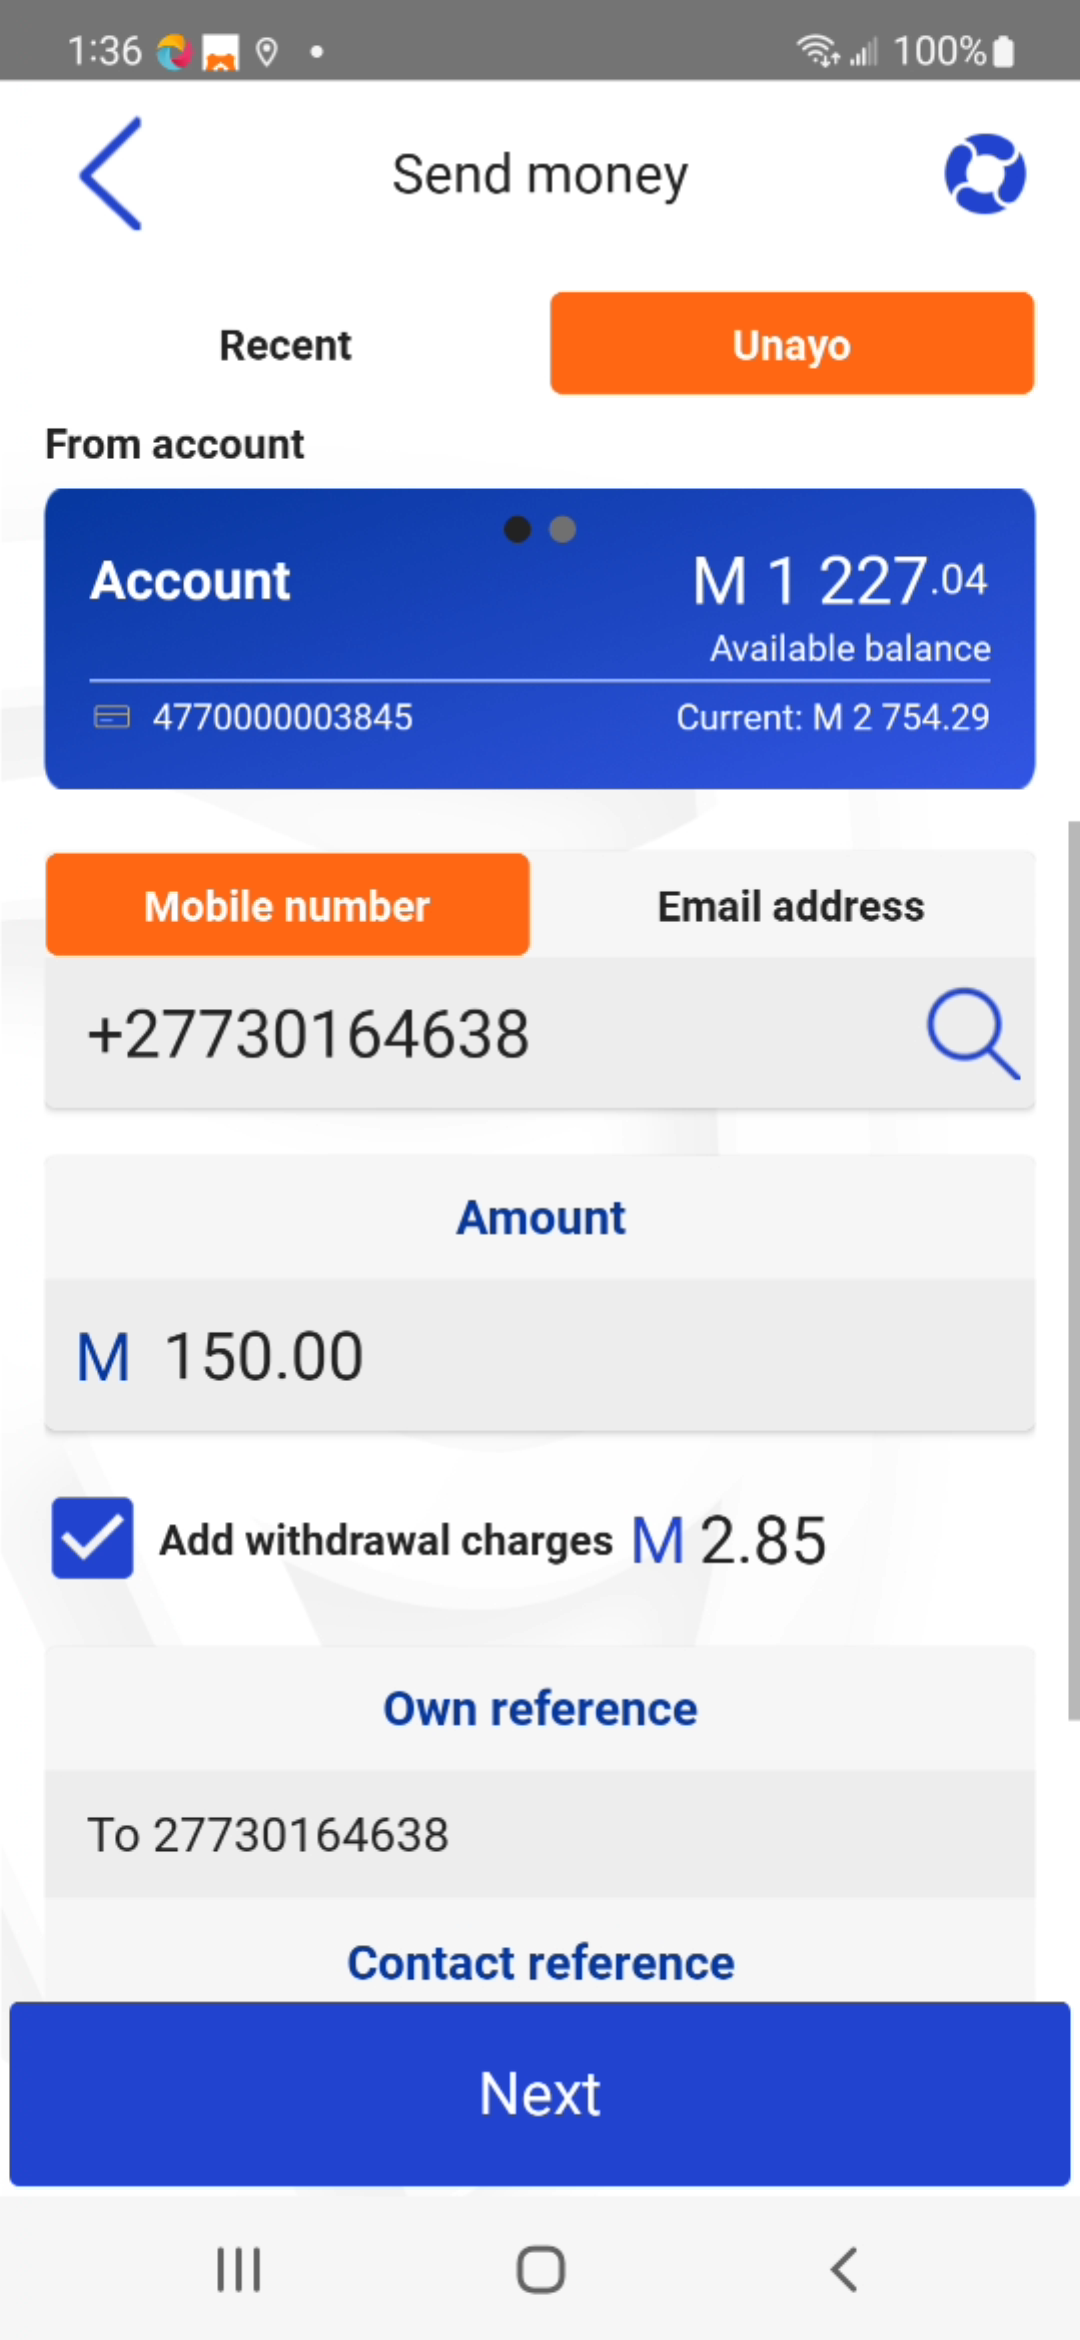 1:36 100%
Send money
Recent Unayo
From account
Account M 1 227.04
Available balance
4770000003845 Current: M 2 754.29
Mobile number Email address
+27730164638
Amount
M 150.00
Add withdrawal charges M 2.85
Own reference
To 27730164638
Contact reference
Next